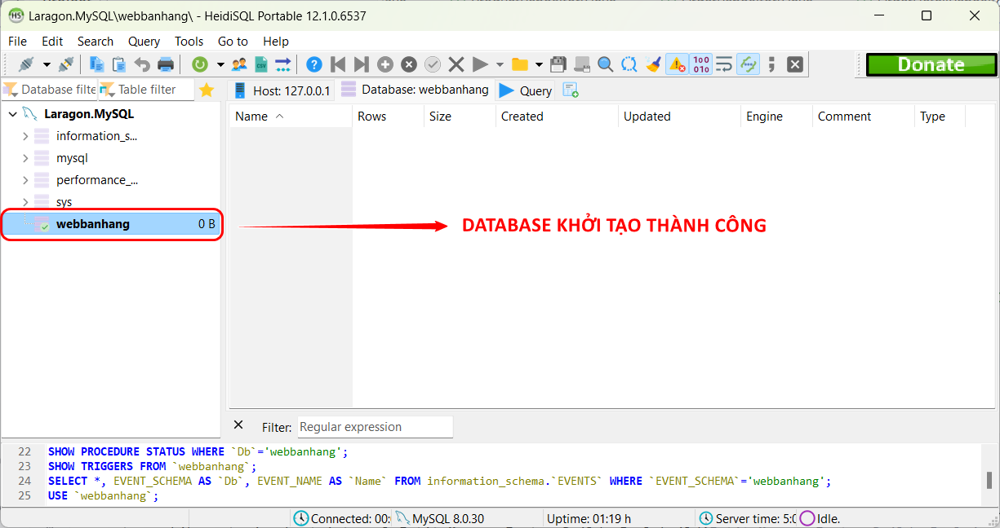 Laragon.MySQL\webbanhang\ - HeidiSQL Portable 12.1.0.6537
File Edit Search Query Tools Go to Help
Donate
Database filte Table filter
Host: 127.0.0.1 Database: webbanhang Query
Laragon.MySQL
information_s...
mysql
performance_...
sys
webbanhang 0 B
Name Rows Size Created Updated Engine Comment Type
DATABASE KHỞI TẠO THÀNH CÔNG
Filter: Regular expression
22 SHOW PROCEDURE STATUS WHERE `Db`='webbanhang';
23 SHOW TRIGGERS FROM `webbanhang`;
24 SELECT *, EVENT_SCHEMA AS `Db`, EVENT_NAME AS `Name` FROM information_schema.`EVENTS` WHERE `EVENT_SCHEMA`='webbanhang';
25 USE `webbanhang`;
Connected: 00: MySQL 8.0.30 Uptime: 01:19 h Server time: 5:0 Idle.